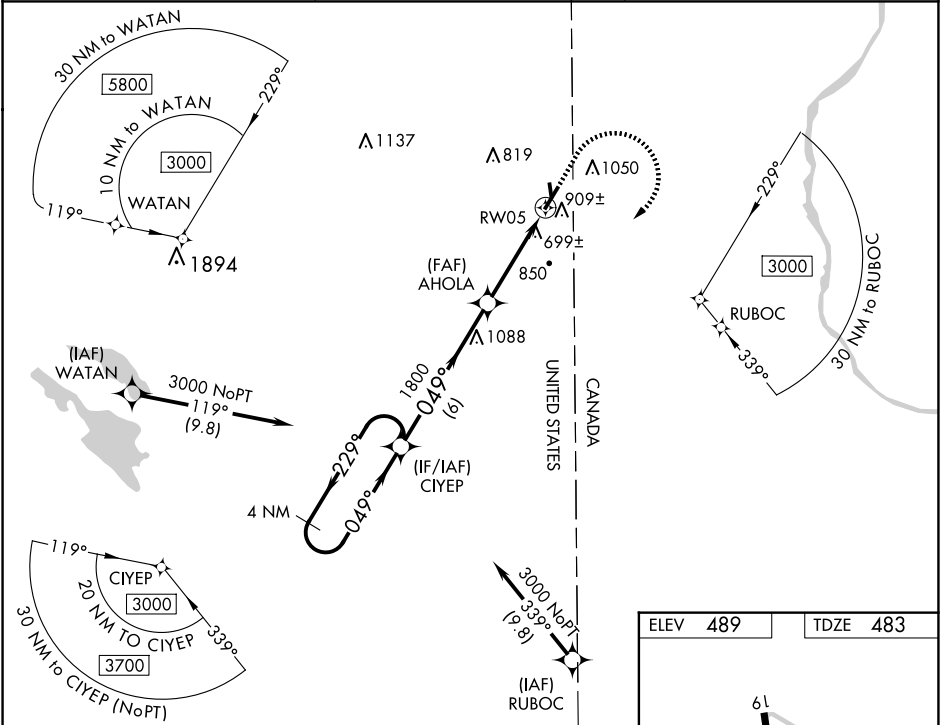 30 NM to WATAN
5800
229°
10 NM to WATAN
3000
WATAN
119°
1894
1137
819
1050
RW05
909±
699±
850
(FAF)
AHOLA
1088
229°
3000
RUBOC
339°
30 NM to RUBOC
(IAF)
WATAN
3000 NoPT
119°
(9.8)
1800
049°
(6)
UNITED STATES
CANADA
(IF/IAF)
CIYEP
229°
049°
4 NM
119°
CIYEP
3000
20 NM TO CIYEP
339°
3700
30 NM to CIYEP (NoPT)
3000 NoPT
339°
(9.8)
(IAF)
RUBOC
ELEV 489
TDZE 483
19